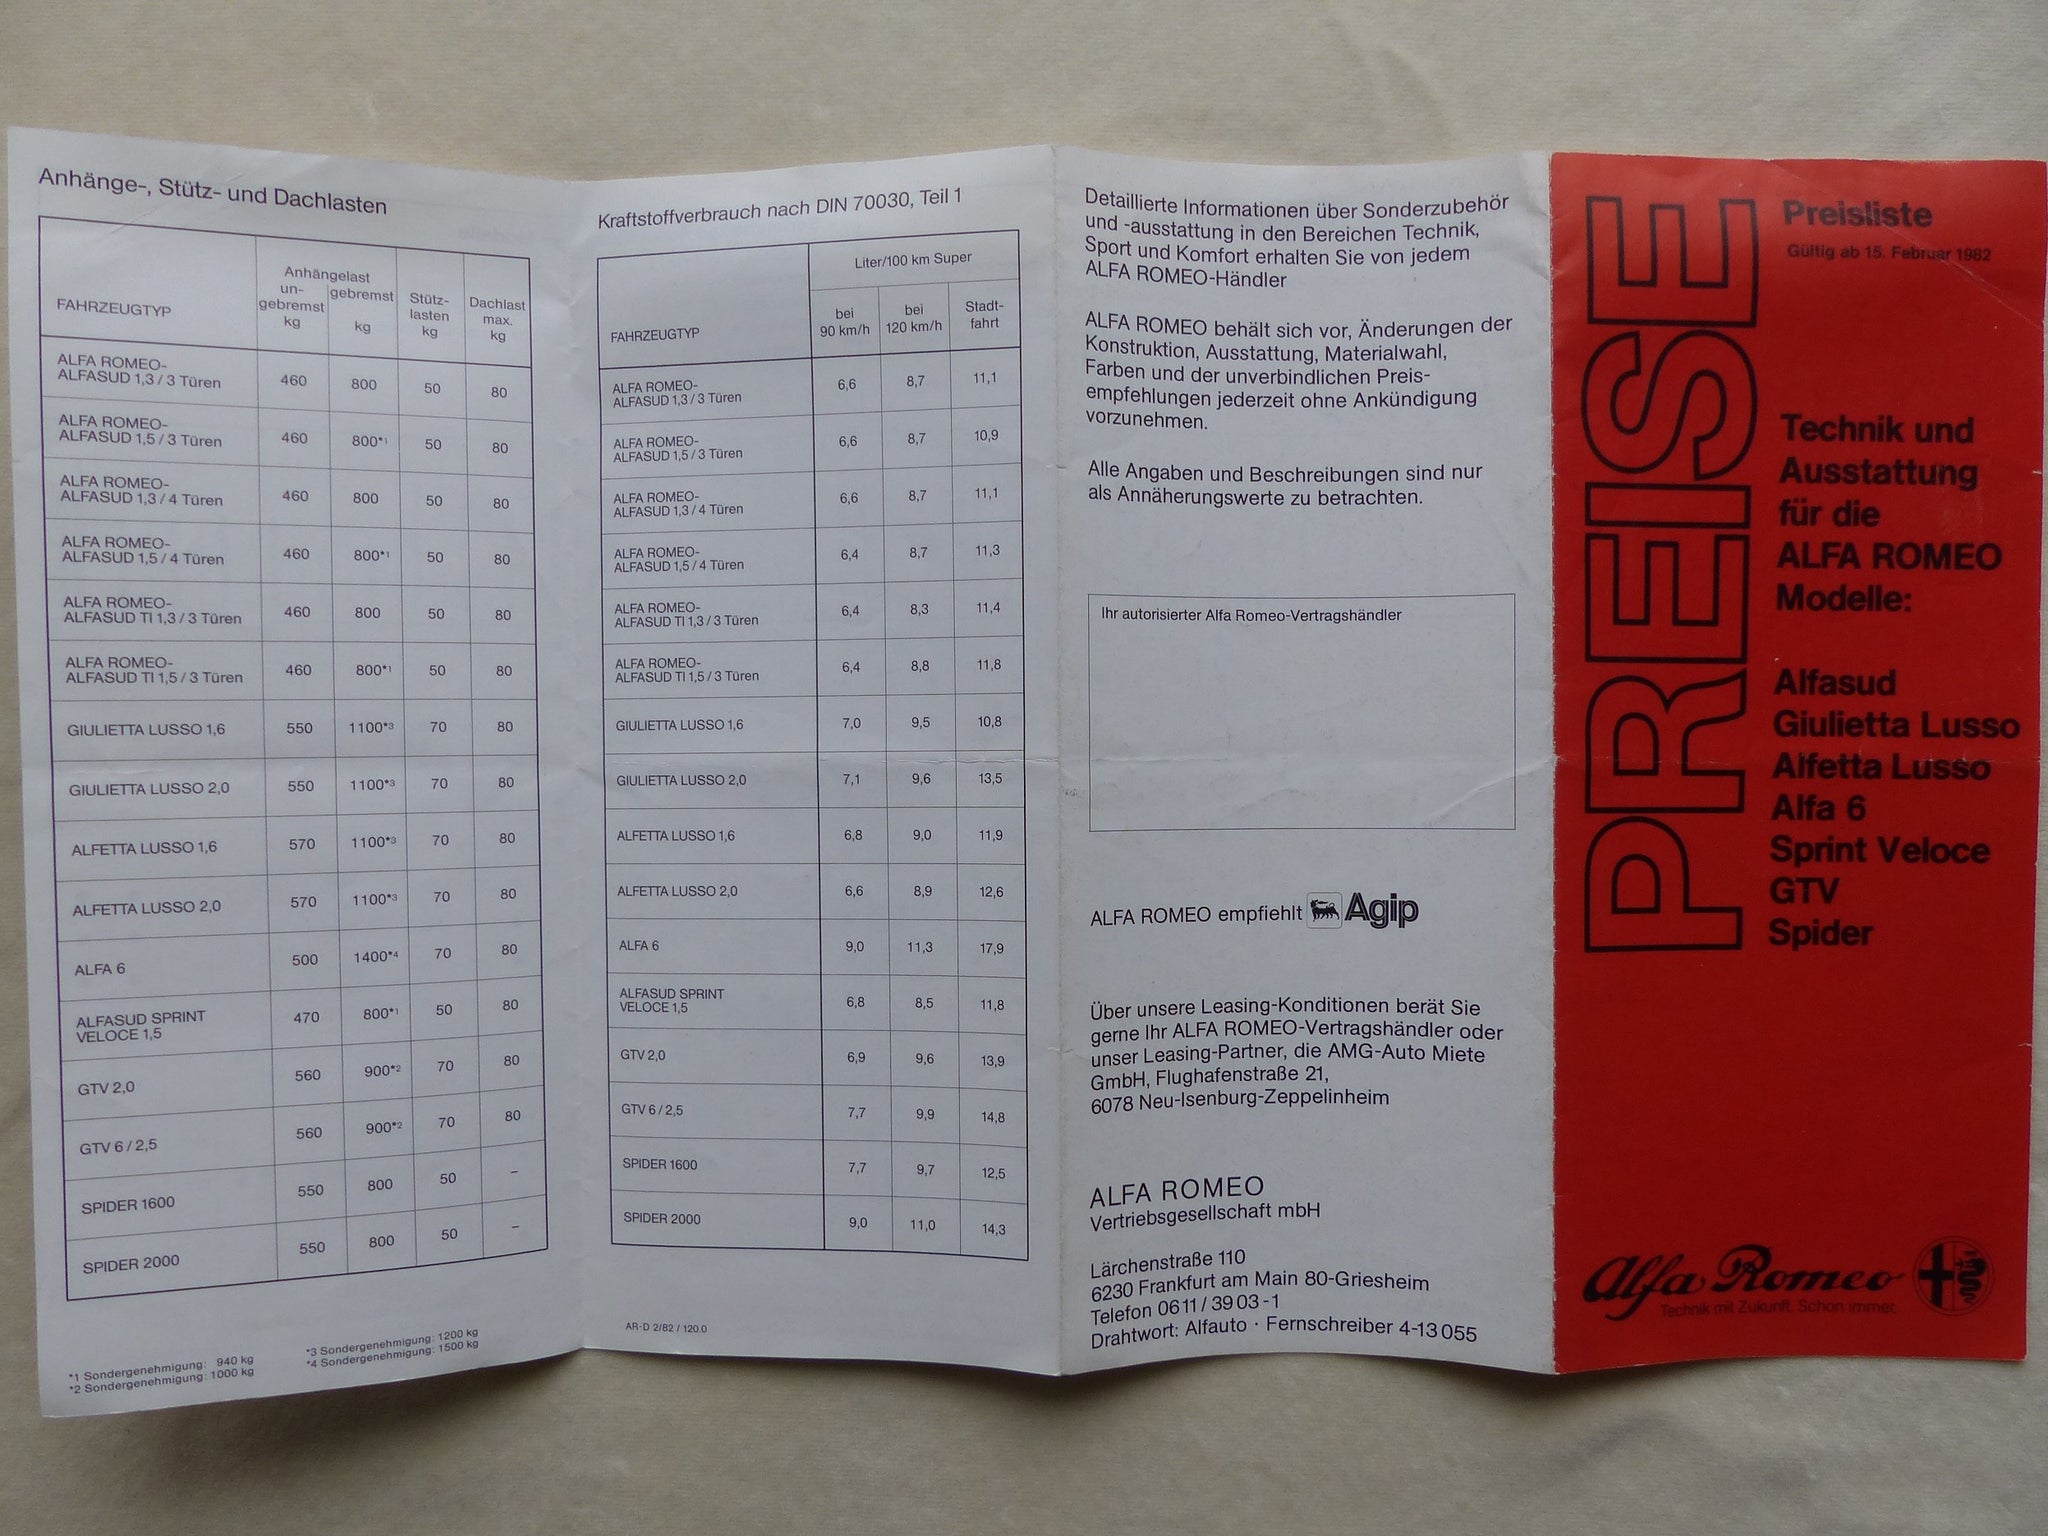 Anhänge-, Stütz- und Dachlasten
FAHRZEUGTYP
Anhängelast
un-
gebremst
kg
gebremst
kg
Stütz-
lasten
kg
Dachlast
max.
kg
ALFA ROMEO-
ALFASUD 1,3 / 3 Türen 460 800 50 80
ALFA ROMEO-
ALFASUD 1,5 / 3 Türen 460 800*1 50 80
ALFA ROMEO-
ALFASUD 1,3 / 4 Türen 460 800 50 80
ALFA ROMEO-
ALFASUD 1,5 / 4 Türen 460 800*1 50 80
ALFA ROMEO-
ALFASUD TI 1,3 / 3 Türen 460 800 50 80
ALFA ROMEO-
ALFASUD TI 1,5 / 3 Türen 460 800*1 50 80
GIULIETTA LUSSO 1,6 550 1100*3 70 80
GIULIETTA LUSSO 2,0 550 1100*3 70 80
ALFETTA LUSSO 1,6 570 1100*3 70 80
ALFETTA LUSSO 2,0 570 1100*3 70 80
ALFA 6 500 1400*4 70 80
ALFASUD SPRINT
VELOCE 1,5 470 800*1 50 80
GTV 2,0 560 900*2 70 80
GTV 6 / 2,5 560 900*2 70 80
SPIDER 1600 550 800 50 –
SPIDER 2000 550 800 50 –
*1 Sondergenehmigung: 940 kg
*2 Sondergenehmigung: 1000 kg
*3 Sondergenehmigung: 1200 kg
*4 Sondergenehmigung: 1500 kg
Kraftstoffverbrauch nach DIN 70030, Teil 1
FAHRZEUGTYP
Liter/100 km Super
bei
90 km/h
bei
120 km/h
Stadt-
fahrt
ALFA ROMEO-
ALFASUD 1,3 / 3 Türen 6,6 8,7 11,1
ALFA ROMEO-
ALFASUD 1,5 / 3 Türen 6,6 8,7 10,9
ALFA ROMEO-
ALFASUD 1,3 / 4 Türen 6,6 8,7 11,1
ALFA ROMEO-
ALFASUD 1,5 / 4 Türen 6,4 8,7 11,3
ALFA ROMEO-
ALFASUD TI 1,3 / 3 Türen 6,4 8,3 11,4
ALFA ROMEO-
ALFASUD TI 1,5 / 3 Türen 6,4 8,8 11,8
GIULIETTA LUSSO 1,6 7,0 9,5 10,8
GIULIETTA LUSSO 2,0 7,1 9,6 13,5
ALFETTA LUSSO 1,6 6,8 9,0 11,9
ALFETTA LUSSO 2,0 6,6 8,9 12,6
ALFA 6 9,0 11,3 17,9
ALFASUD SPRINT
VELOCE 1,5 6,8 8,5 11,8
GTV 2,0 6,9 9,6 13,9
GTV 6 / 2,5 7,7 9,9 14,8
SPIDER 1600 7,7 9,7 12,5
SPIDER 2000 9,0 11,0 14,3
AR-D 2/82 / 120.0
Detaillierte Informationen über Sonderzubehör
und -ausstattung in den Bereichen Technik,
Sport und Komfort erhalten Sie von jedem
ALFA ROMEO-Händler
ALFA ROMEO behält sich vor, Änderungen der
Konstruktion, Ausstattung, Materialwahl,
Farben und der unverbindlichen Preis-
empfehlungen jederzeit ohne Ankündigung
vorzunehmen.
Alle Angaben und Beschreibungen sind nur
als Annäherungswerte zu betrachten.
Ihr autorisierter Alfa Romeo-Vertragshändler
ALFA ROMEO empfiehlt Agip
Über unsere Leasing-Konditionen berät Sie
gerne Ihr ALFA ROMEO-Vertragshändler oder
unser Leasing-Partner, die AMG-Auto Miete
GmbH, Flughafenstraße 21,
6078 Neu-Isenburg-Zeppelinheim
ALFA ROMEO
Vertriebsgesellschaft mbH
Lärchenstraße 110
6230 Frankfurt am Main 80-Griesheim
Telefon 0611 / 39 03 - 1
Drahtwort: Alfauto · Fernschreiber 4-13 055
PREISE
Preisliste
Gültig ab 15. Februar 1982
Technik und
Ausstattung
für die
ALFA ROMEO
Modelle:
Alfasud
Giulietta Lusso
Alfetta Lusso
Alfa 6
Sprint Veloce
GTV
Spider
Alfa Romeo
Technik mit Zukunft. Schon immer.